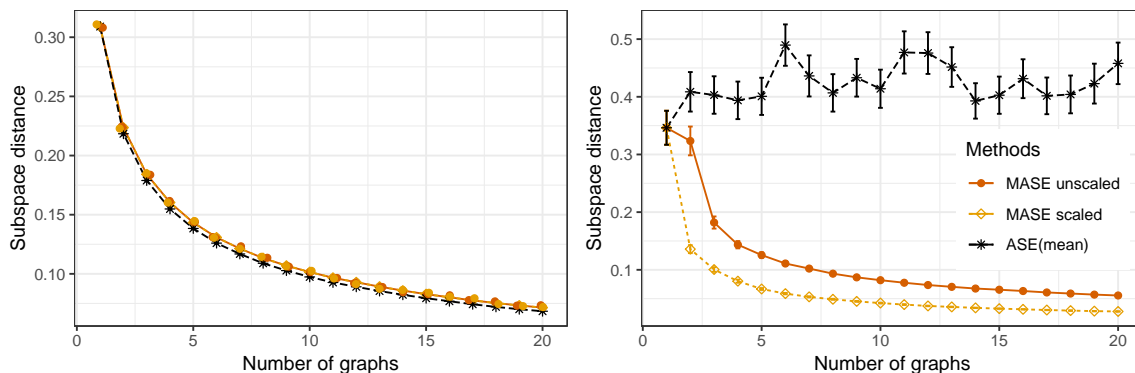 Subspace distance
0.30
0.25
0.20
0.15
0.10
0 5 10 15 20
Number of graphs
Subspace distance
0.5
0.4
0.3
0.2
0.1
0 5 10 15 20
Number of graphs
Methods
MASE unscaled
MASE scaled
ASE(mean)